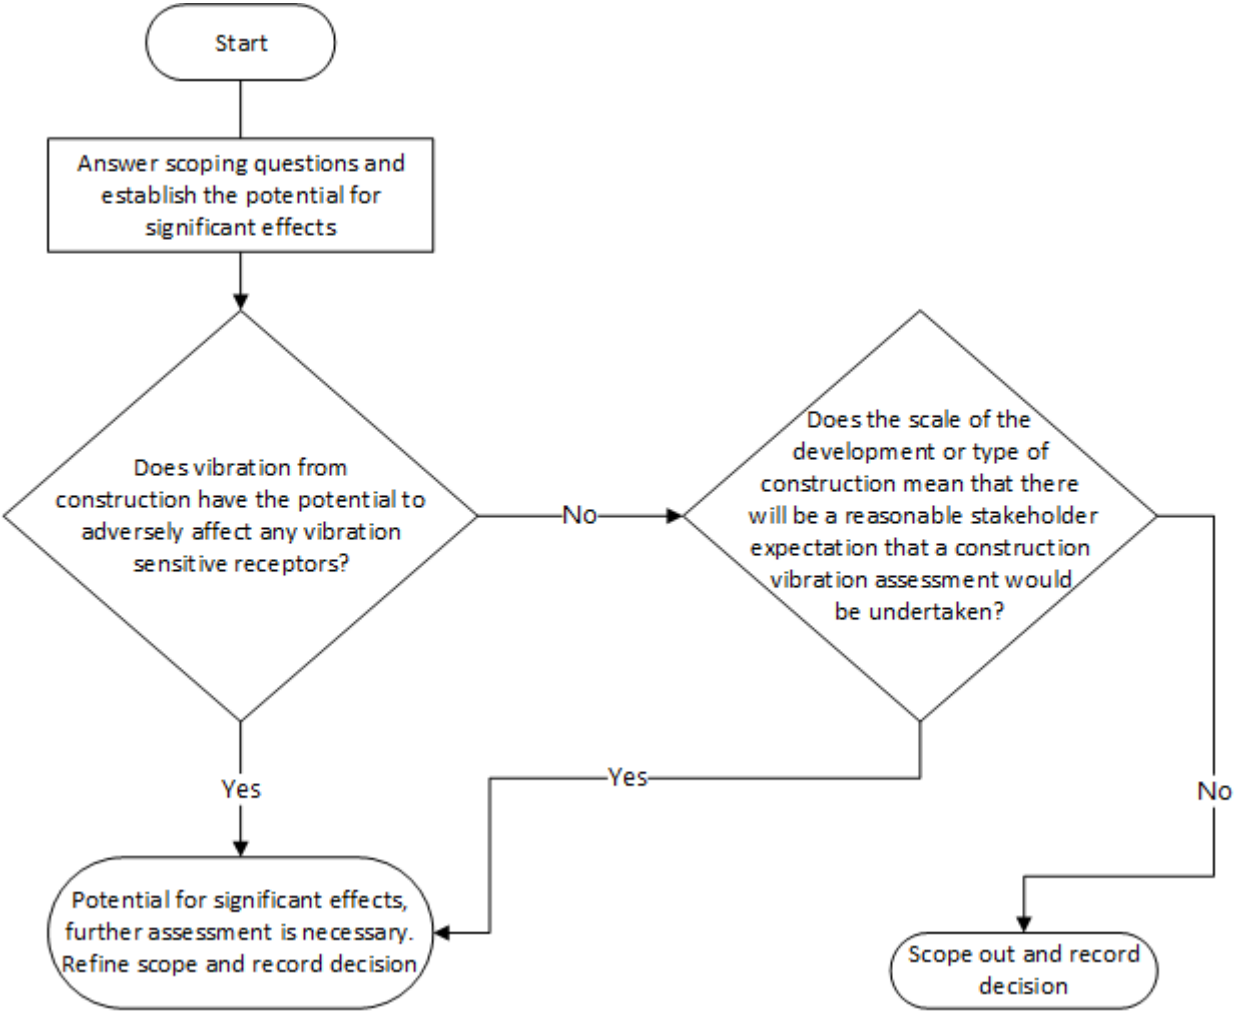 Start
Answer scoping questions and
establish the potential for
significant effects
Does vibration from
construction have the potential to
adversely affect any vibration
sensitive receptors?
No
Does the scale of the
development or type of
construction mean that there
will be a reasonable stakeholder
expectation that a construction
vibration assessment would
be undertaken?
Yes
Yes
No
Potential for significant effects,
further assessment is necessary.
Refine scope and record decision
Scope out and record
decision